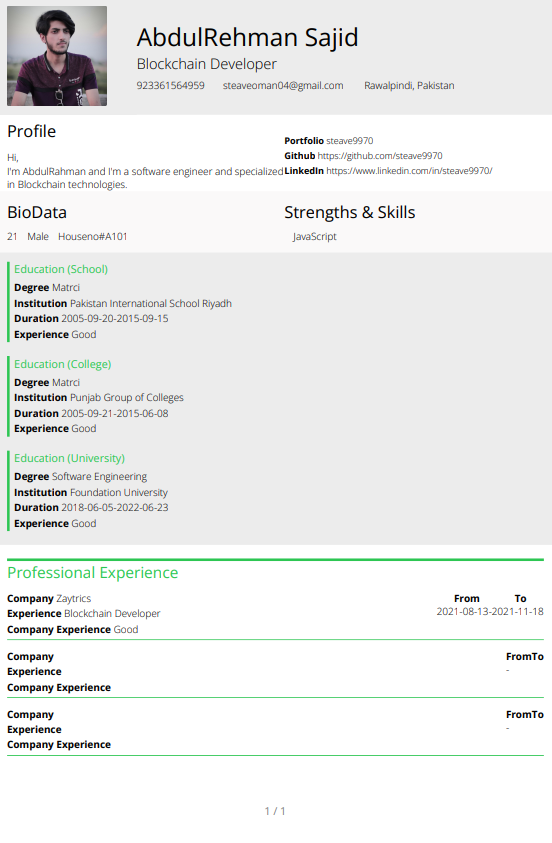 AbdulRehman Sajid
Blockchain Developer
923361564959 steaveoman04@gmail.com Rawalpindi, Pakistan
Profile
Hi,
I'm AbdulRahman and I'm a software engineer and specialized
in Blockchain technologies.
Portfolio steave9970
Github https://github.com/steave9970
LinkedIn https://www.linkedin.com/in/steave9970/
BioData
21 Male Houseno#A101
Strengths & Skills
JavaScript
Education (School)
Degree Matrci
Institution Pakistan International School Riyadh
Duration 2005-09-20-2015-09-15
Experience Good
Education (College)
Degree Matrci
Institution Punjab Group of Colleges
Duration 2005-09-21-2015-06-08
Experience Good
Education (University)
Degree Software Engineering
Institution Foundation University
Duration 2018-06-05-2022-06-23
Experience Good
Professional Experience
Company Zaytrics From To
Experience Blockchain Developer 2021-08-13-2021-11-18
Company Experience Good
Company FromTo
Experience -
Company Experience
Company FromTo
Experience -
Company Experience
1 / 1